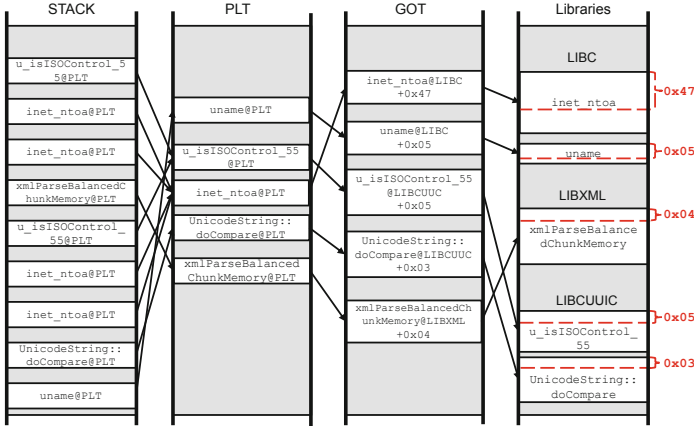 STACK
PLT
GOT
Libraries
u_isISOControl_5
5@PLT
inet_ntoa@PLT
inet_ntoa@PLT
xmlParseBalancedC
hunkMemory@PLT
u_isISOControl_
55@PLT
inet_ntoa@PLT
inet_ntoa@PLT
UnicodeString::
doCompare@PLT
uname@PLT
uname@PLT
u_isISOControl_55
@PLT
inet_ntoa@PLT
UnicodeString::
doCompare@PLT
xmlParseBalanced
ChunkMemory@PLT
inet_ntoa@LIBC
+0x47
uname@LIBC
+0x05
u_isISOControl_55
@LIBCUUC
+0x05
UnicodeString::
doCompare@LIBCUUC
+0x03
xmlParseBalancedCh
unkMemory@LIBXML
+0x04
LIBC
inet_ntoa
0x47
uname
0x05
LIBXML
0x04
xmlParseBalance
dChunkMemory
LIBCUUIC
0x05
u_isISOControl_
55
0x03
UnicodeString::
doCompare